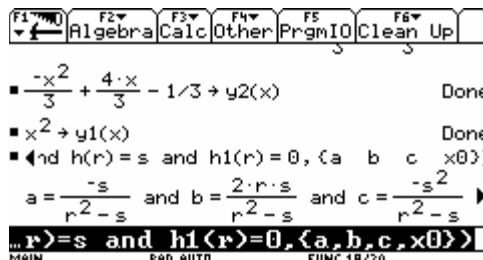 F1 F2 F3 F4 F5 F6
Algebra Calc Other PrgmIO Clean Up
3 3
-x²/3 + 4·x/3 - 1/3 → y2(x) Done
x² → y1(x) Done
nd h(r)=s and h1(r)=0,{a b c x0}
a = -s/(r²-s) and b = 2·r·s/(r²-s) and c = -s²/(r²-s)
…r)=s and h1(r)=0,{a,b,c,x0})
MAIN RAD AUTO FUNC 18/30